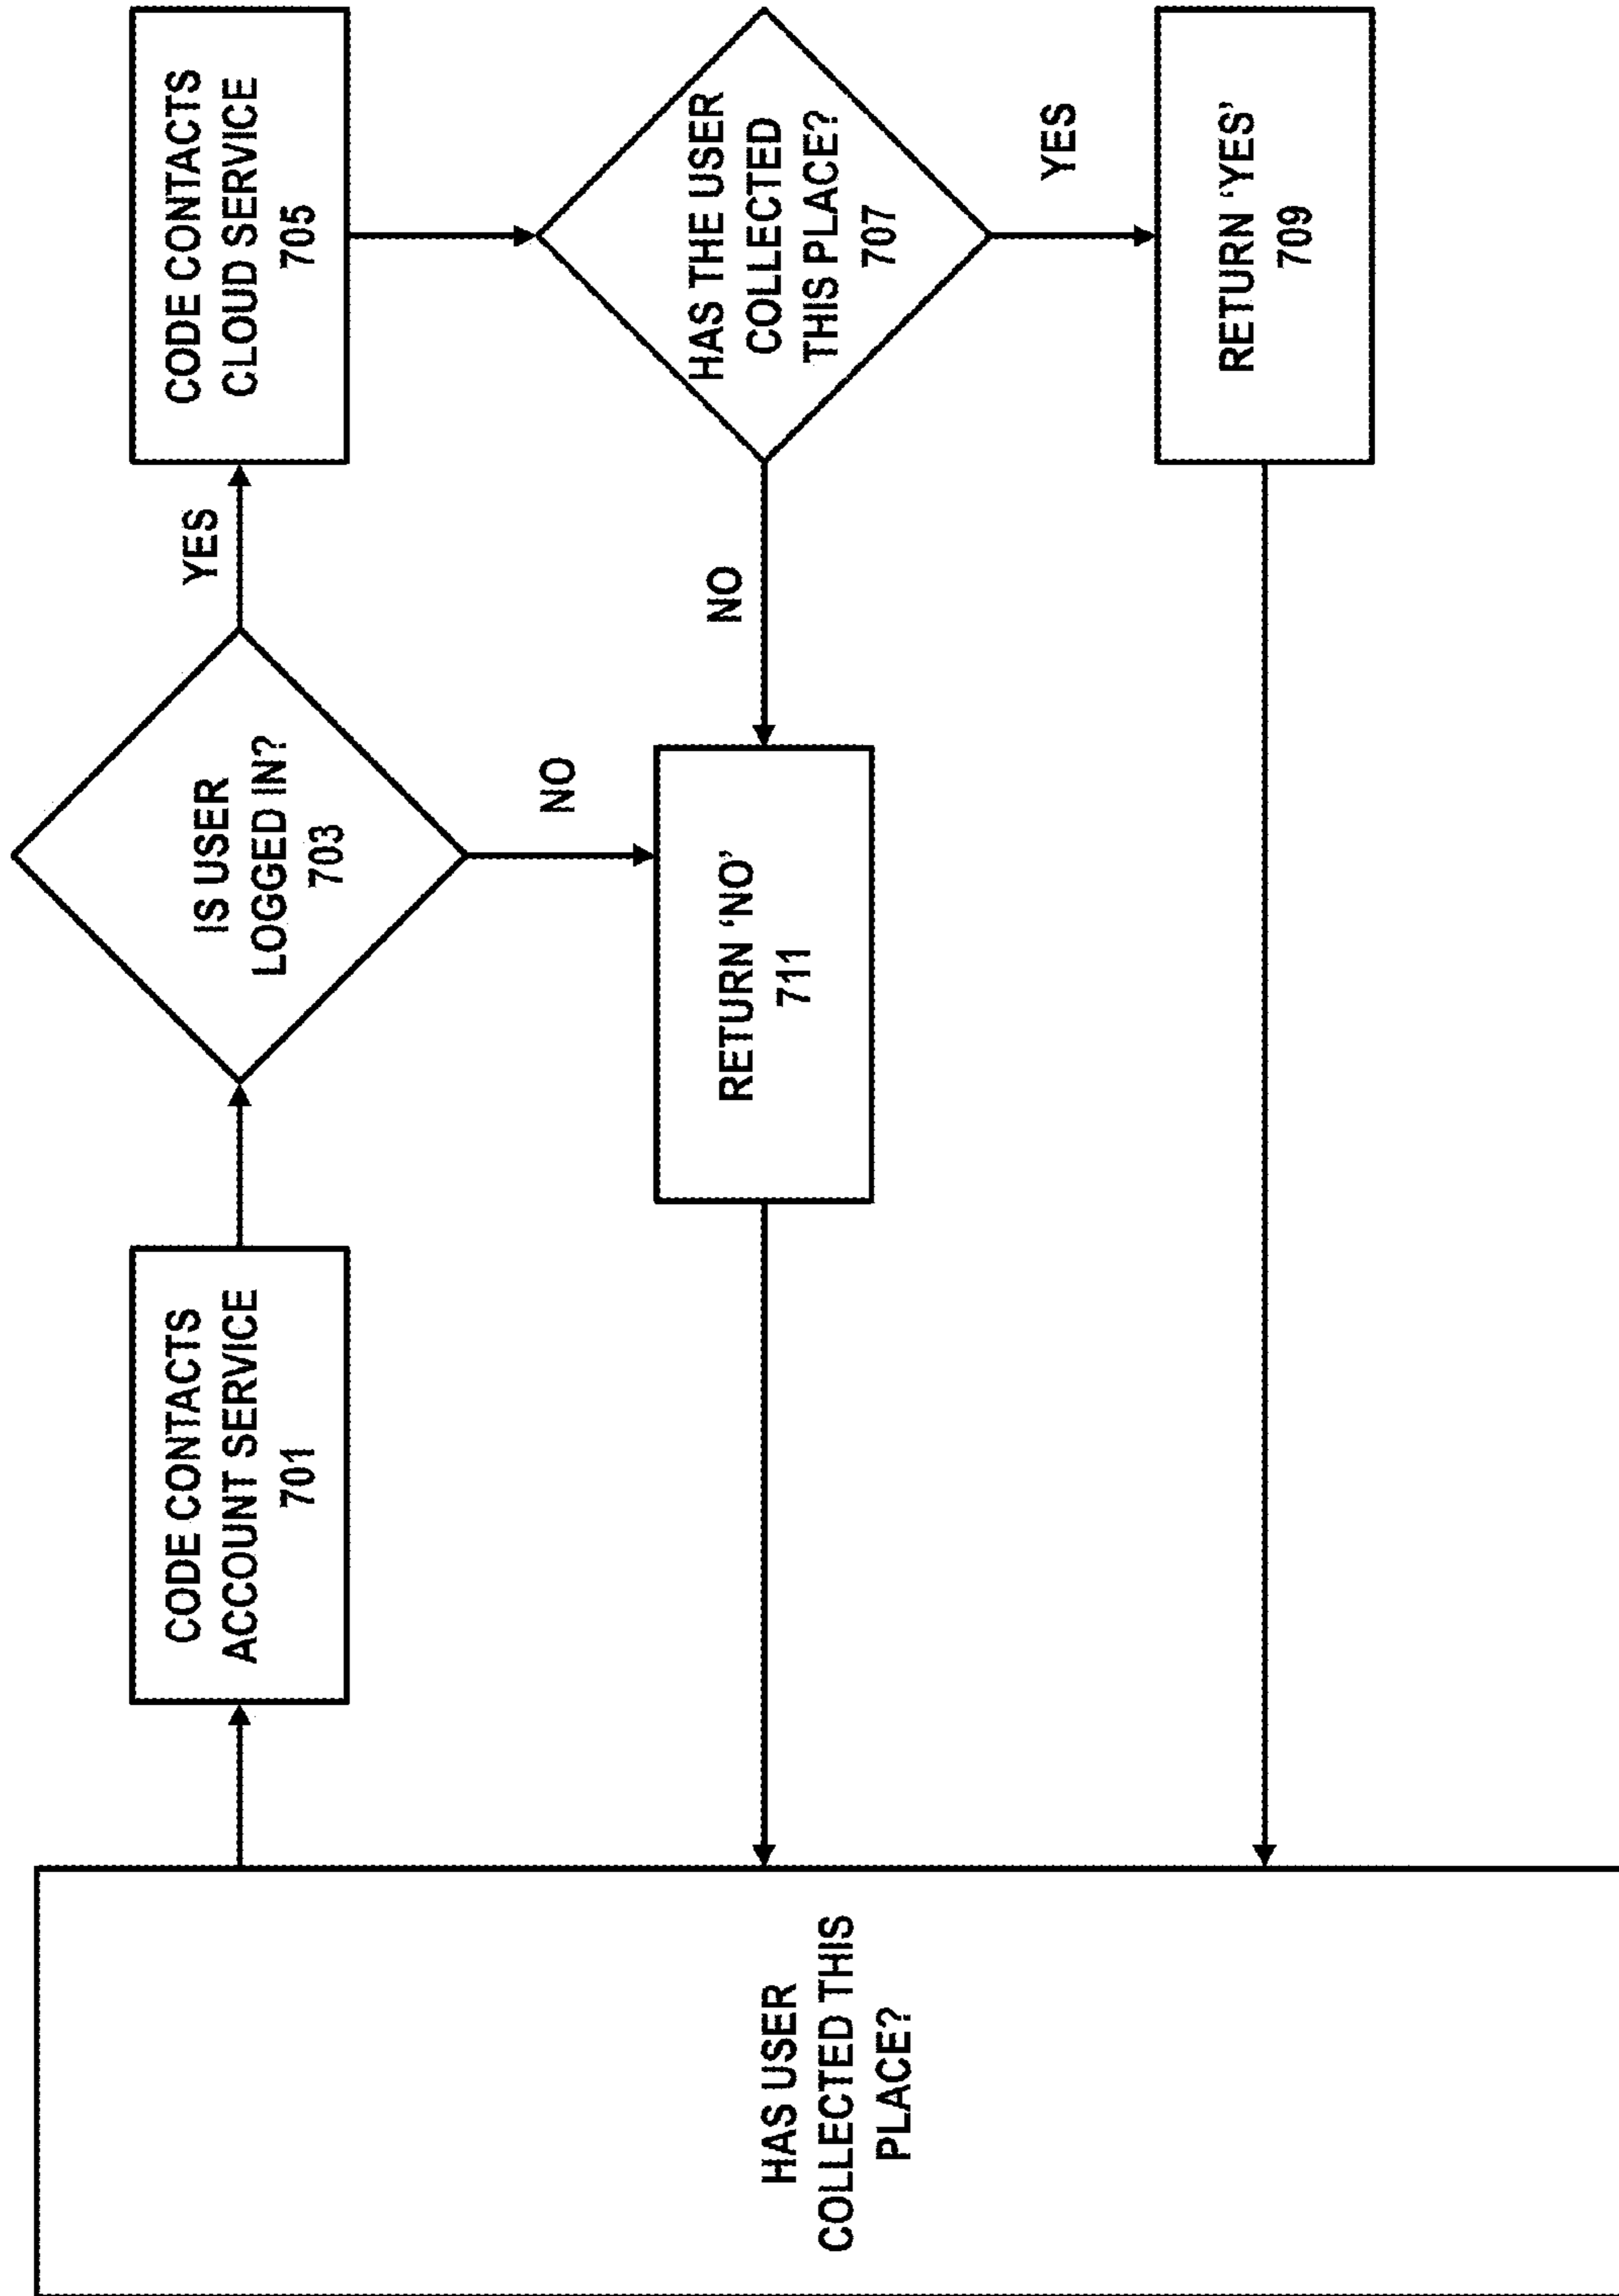 HAS USER
COLLECTED THIS
PLACE?
CODE CONTACTS
ACCOUNT SERVICE
701
IS USER
LOGGED IN?
703
YES
CODE CONTACTS
CLOUD SERVICE
705
NO
RETURN ‘NO’
711
NO
HAS THE USER
COLLECTED
THIS PLACE?
707
YES
RETURN ‘YES’
709